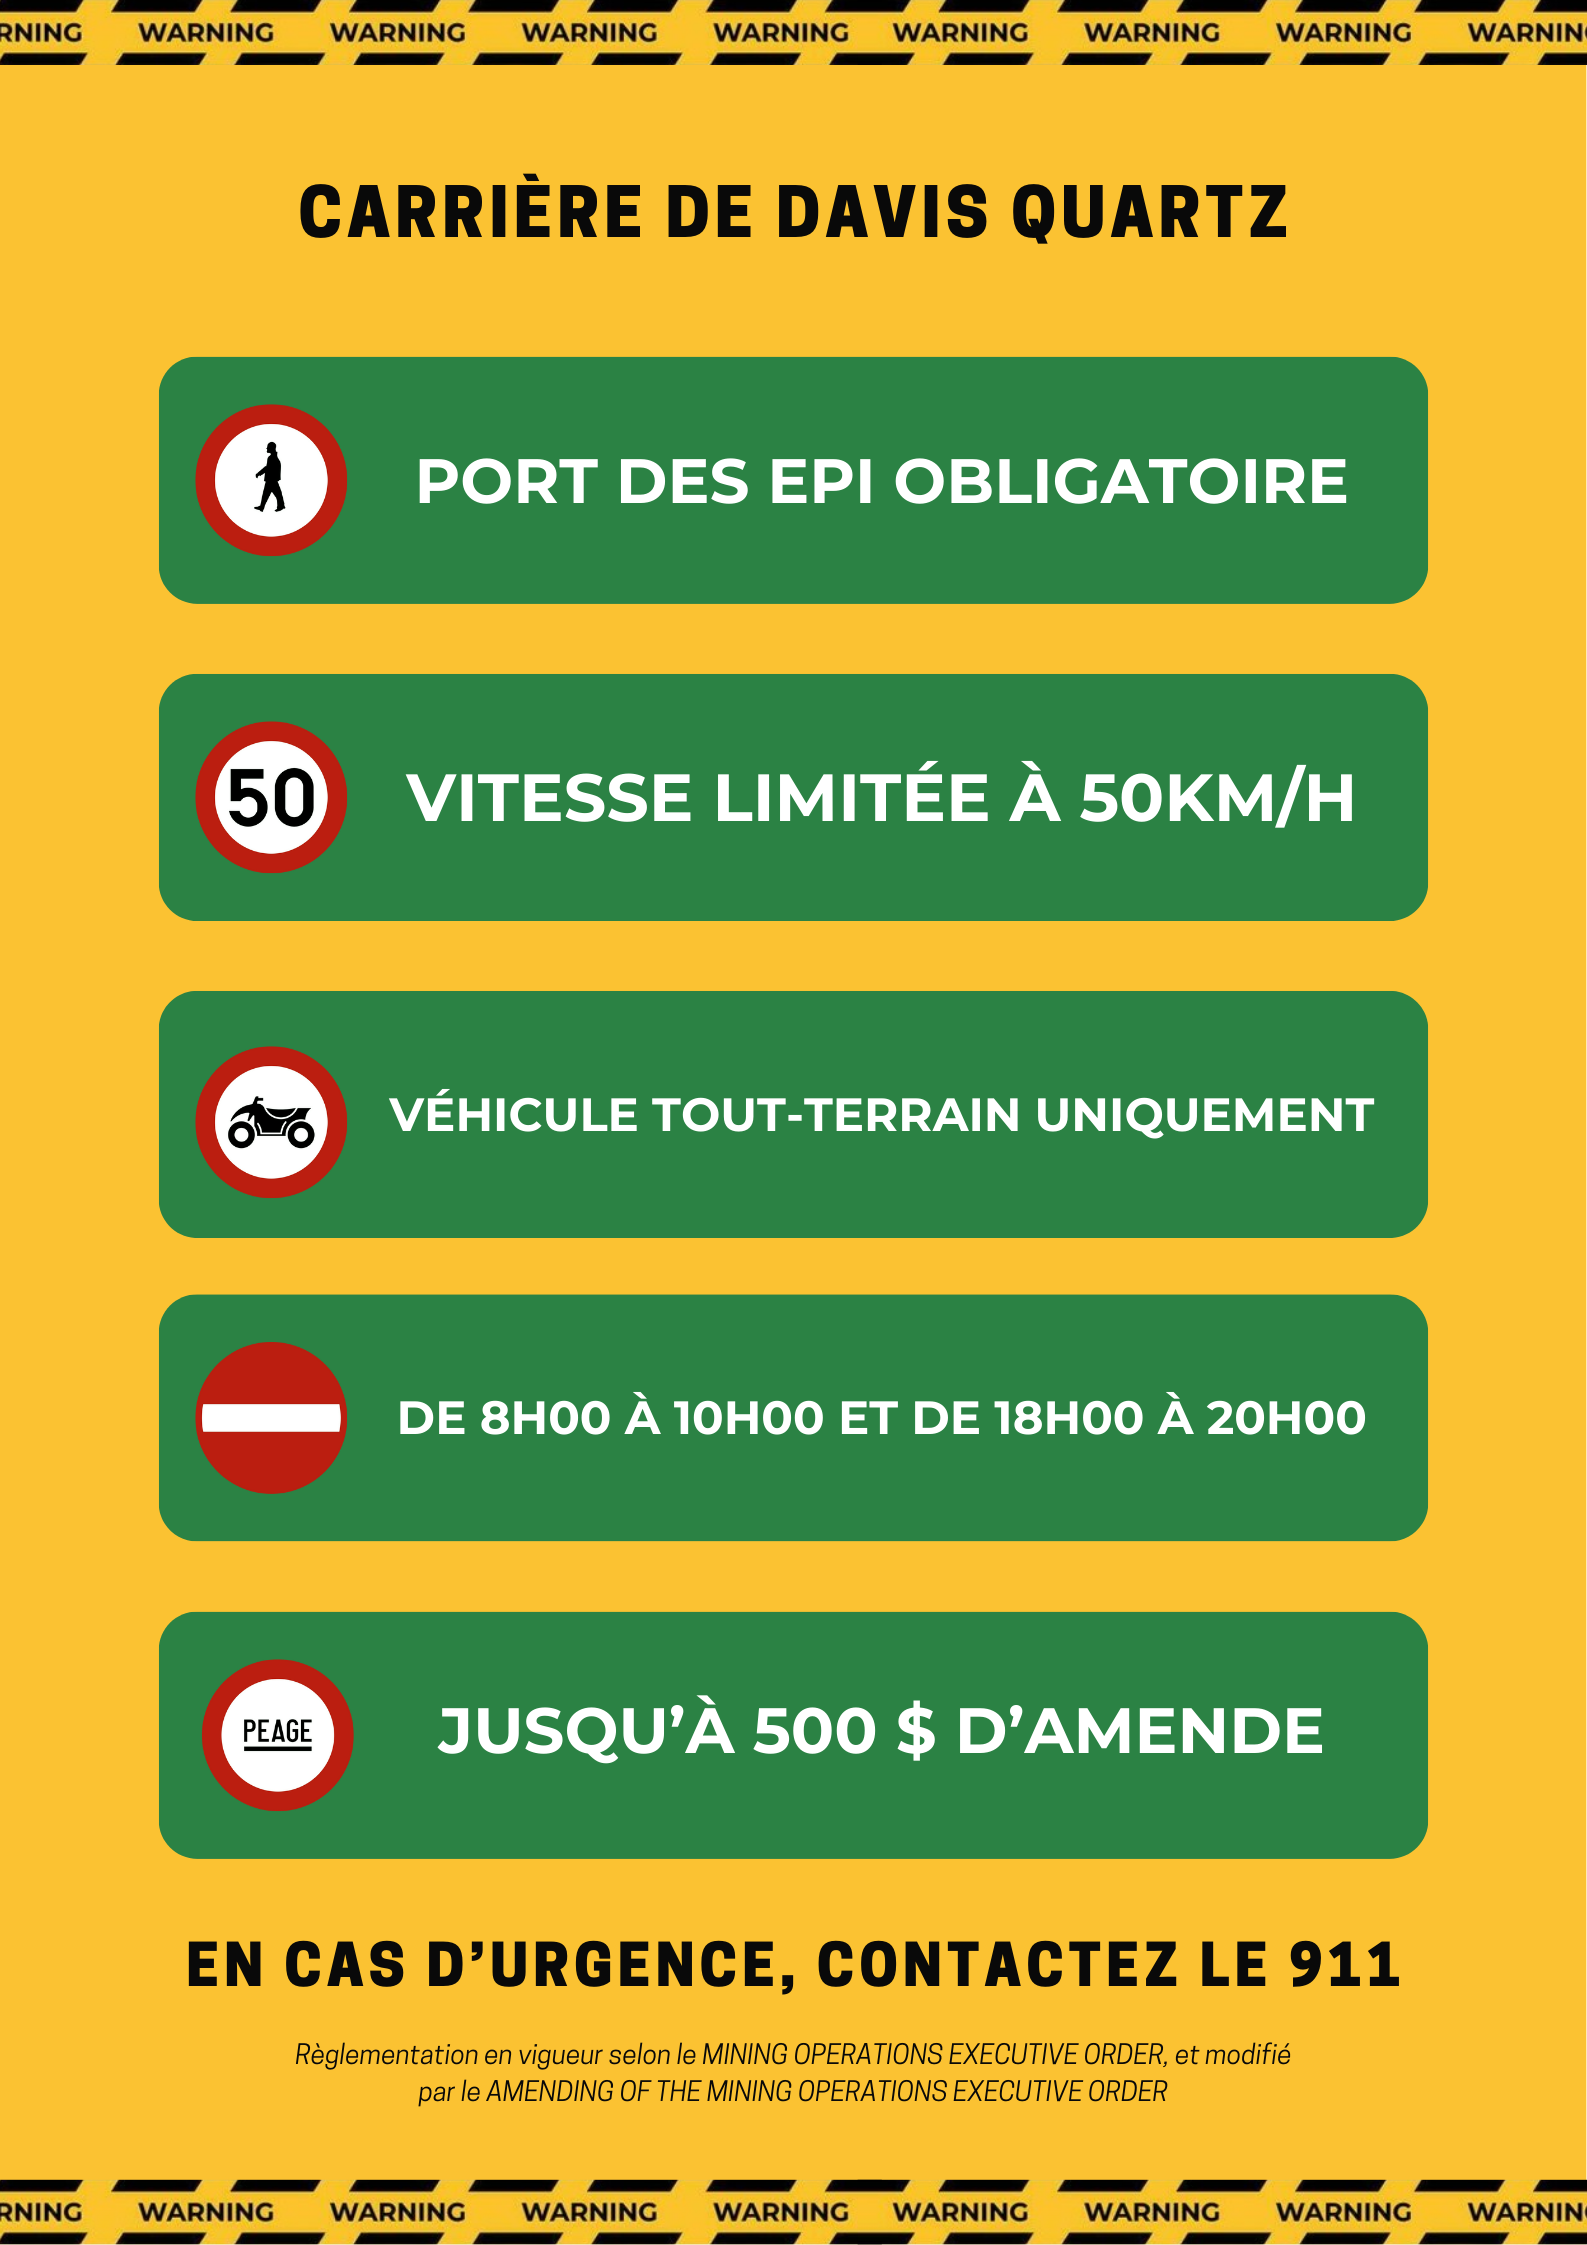 RNING WARNING WARNING WARNING WARNING WARNING WARNING WARNING WARNIN
CARRIÈRE DE DAVIS QUARTZ
PORT DES EPI OBLIGATOIRE
50 VITESSE LIMITÉE À 50KM/H
VÉHICULE TOUT-TERRAIN UNIQUEMENT
DE 8H00 À 10H00 ET DE 18H00 À 20H00
PEAGE JUSQU’À 500 $ D’AMENDE
EN CAS D’URGENCE, CONTACTEZ LE 911
Règlementation en vigueur selon le MINING OPERATIONS EXECUTIVE ORDER, et modifié
par le AMENDING OF THE MINING OPERATIONS EXECUTIVE ORDER
RNING WARNING WARNING WARNING WARNING WARNING WARNING WARNING WARNIN